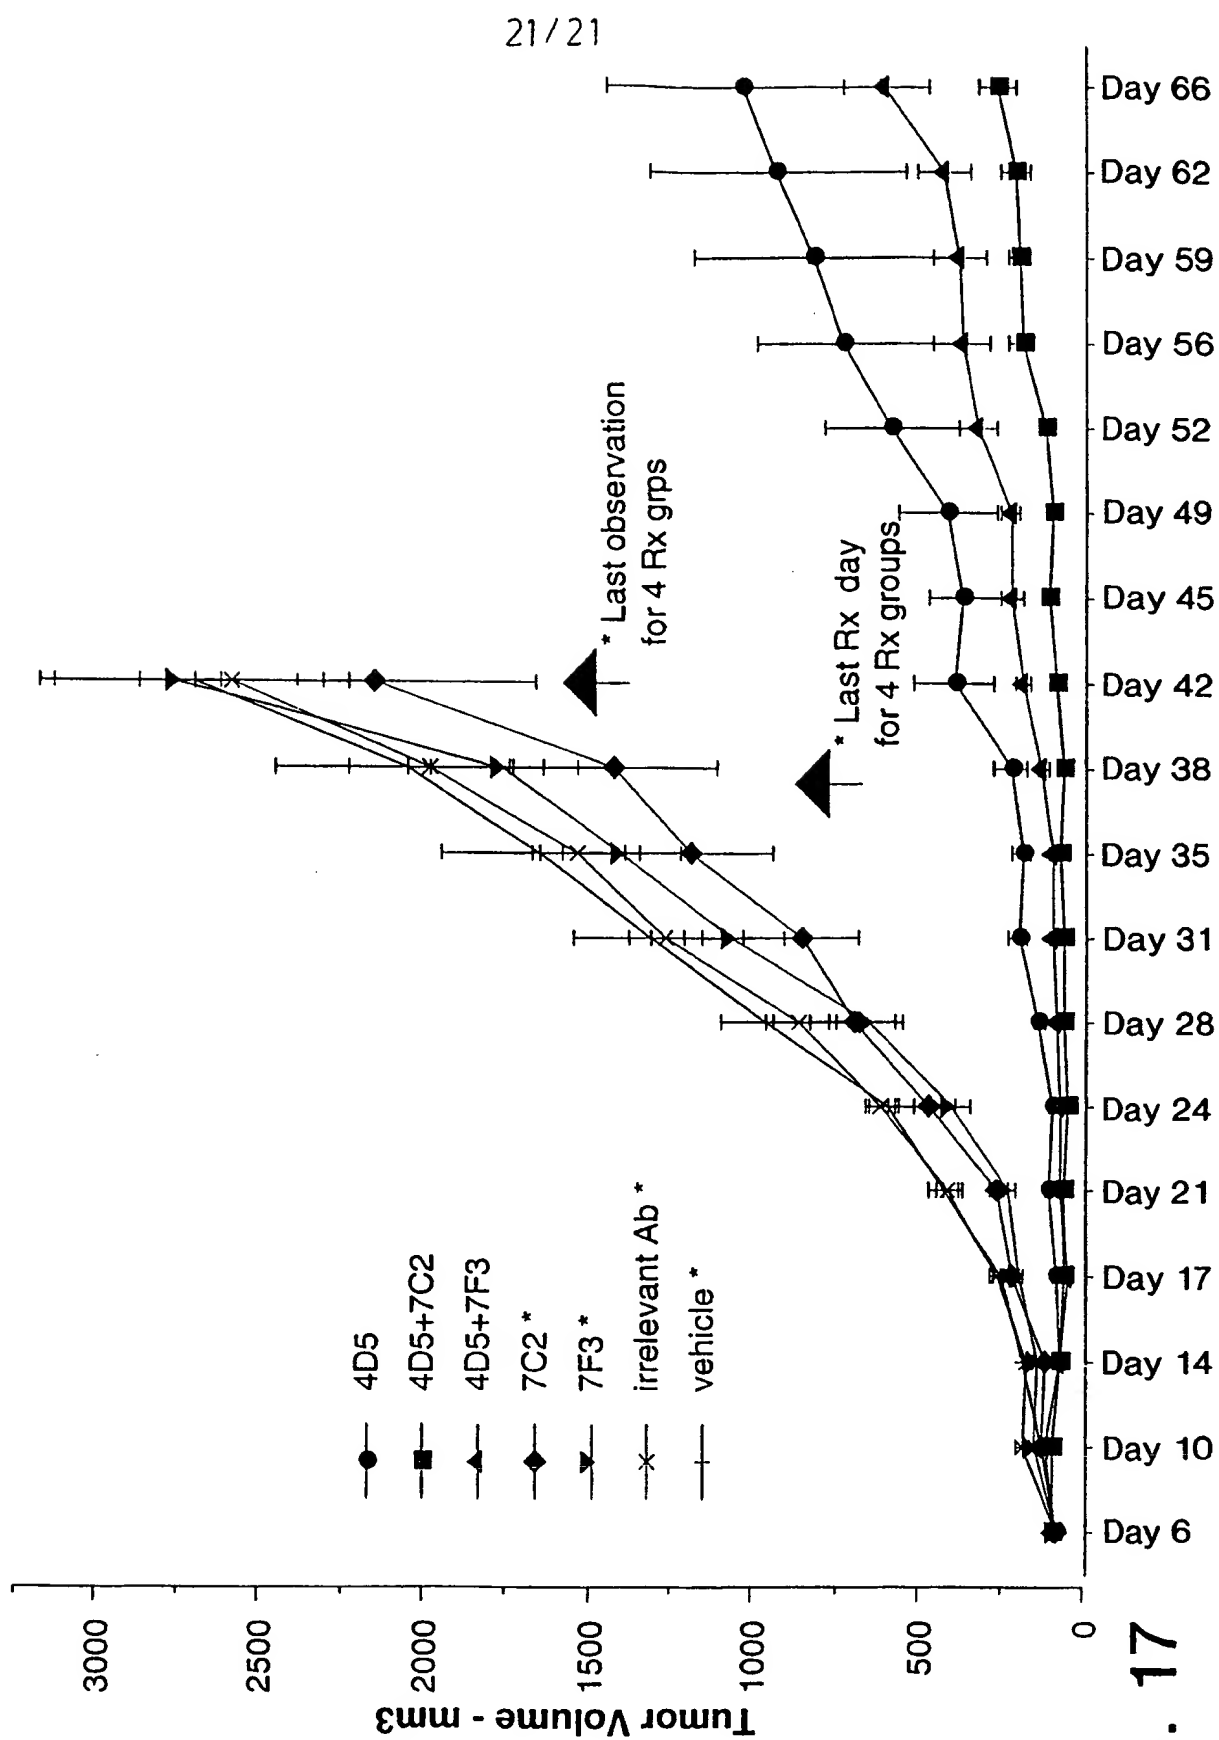 21/21
4D5
4D5+7C2
4D5+7F3
7C2 *
7F3 *
irrelevant Ab *
vehicle *
* Last observation
for 4 Rx grps
* Last Rx day
for 4 Rx groups
Tumor Volume - mm3
3000
2500
2000
1500
1000
500
0
Day 6
Day 10
Day 14
Day 17
Day 21
Day 24
Day 28
Day 31
Day 35
Day 38
Day 42
Day 45
Day 49
Day 52
Day 56
Day 59
Day 62
Day 66
. 17